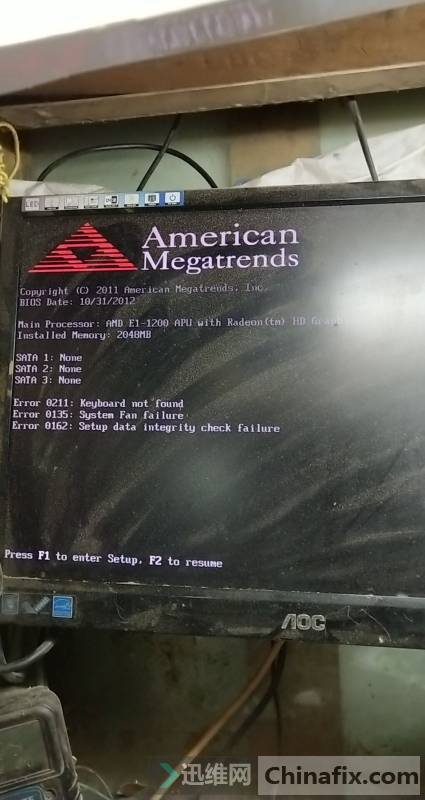 LED
American
Megatrends
Copyright (C) 2011 American Megatrends, Inc.
BIOS Date: 10/31/2012
Main Processor: AMD E1-1200 APU with Radeon(tm) HD
Installed Memory: 2048MB
SATA 1: None
SATA 2: None
SATA 3: None
Error 0211: Keyboard not found
Error 0135: System Fan failure
Error 0162: Setup data integrity check failure
Press F1 to enter Setup, F2 to resume
AOC
迅维网
Chinafix.com